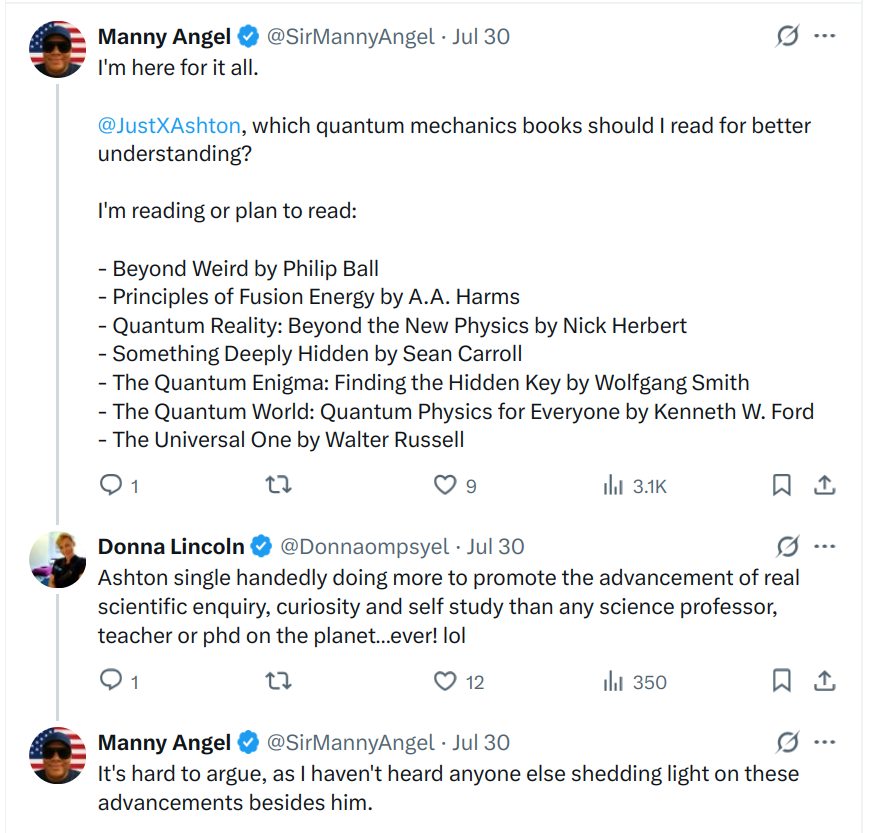 Manny Angel @SirMannyAngel · Jul 30
I'm here for it all.
@JustXAshton, which quantum mechanics books should I read for better
understanding?
I'm reading or plan to read:
- Beyond Weird by Philip Ball
- Principles of Fusion Energy by A.A. Harms
- Quantum Reality: Beyond the New Physics by Nick Herbert
- Something Deeply Hidden by Sean Carroll
- The Quantum Enigma: Finding the Hidden Key by Wolfgang Smith
- The Quantum World: Quantum Physics for Everyone by Kenneth W. Ford
- The Universal One by Walter Russell
1 9 3.1K
Donna Lincoln @Donnaompsyel · Jul 30
Ashton single handedly doing more to promote the advancement of real
scientific enquiry, curiosity and self study than any science professor,
teacher or phd on the planet...ever! lol
1 12 350
Manny Angel @SirMannyAngel · Jul 30
It's hard to argue, as I haven't heard anyone else shedding light on these
advancements besides him.